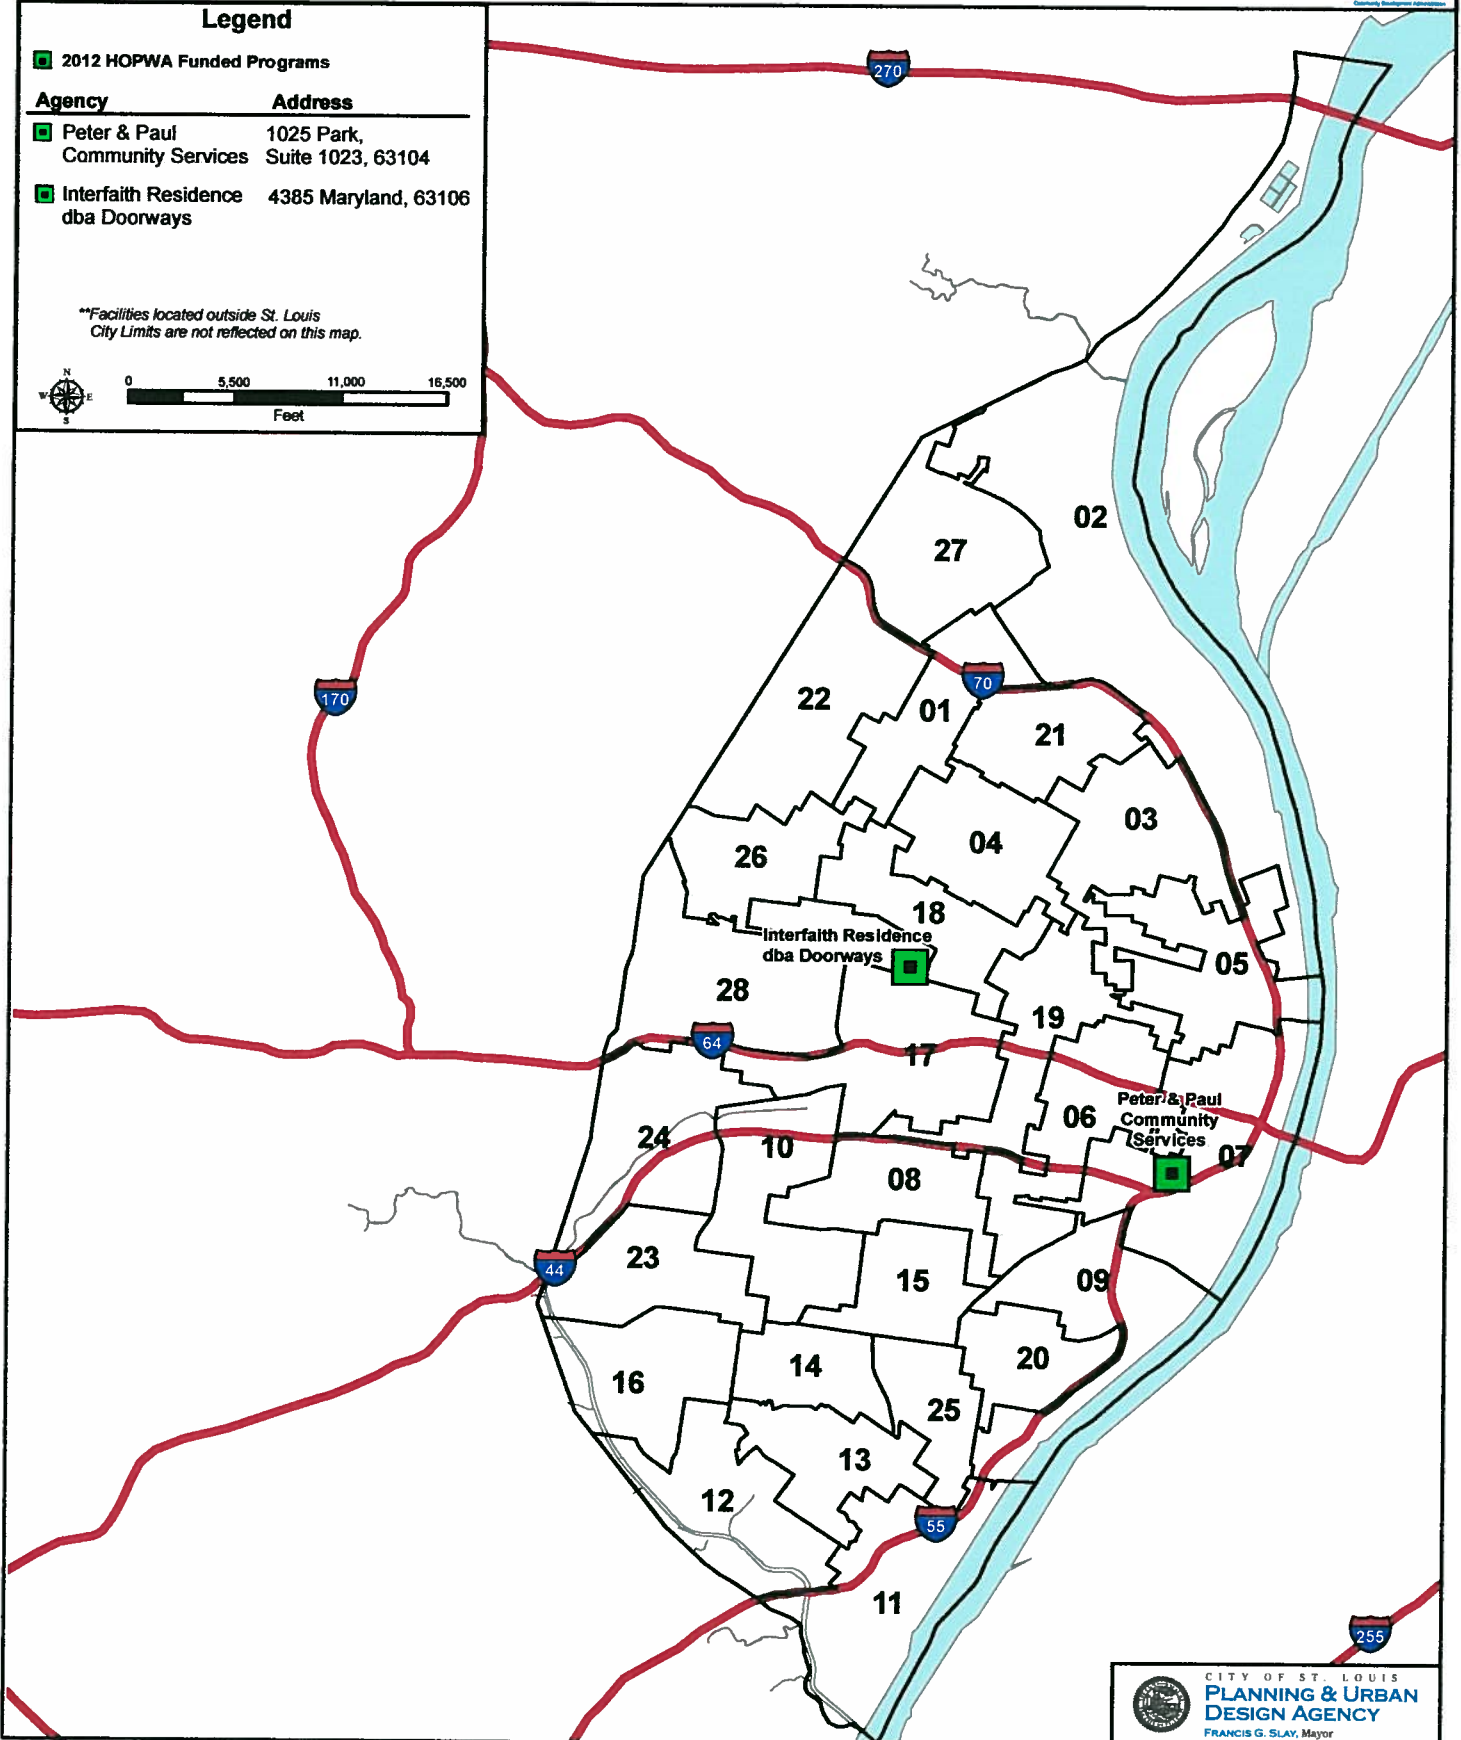 Community Development Administration
Legend
2012 HOPWA Funded Programs
Agency Address
Peter & Paul 1025 Park,
Community Services Suite 1023, 63104
Interfaith Residence 4385 Maryland, 63106
dba Doorways
**Facilities located outside St. Louis
City Limits are not reflected on this map.
N
W E
S
0 5,500 11,000 16,500
Feet
270
02
27
170
70
22
01
21
03
04
26
18
Interfaith Residence
dba Doorways
05
28
19
64
17
Peter & Paul
Community
Services
06
24
10
07
08
23
44
15
09
14
20
16
25
13
12
55
11
255
CITY OF ST. LOUIS
PLANNING & URBAN
DESIGN AGENCY
FRANCIS G. SLAY, Mayor